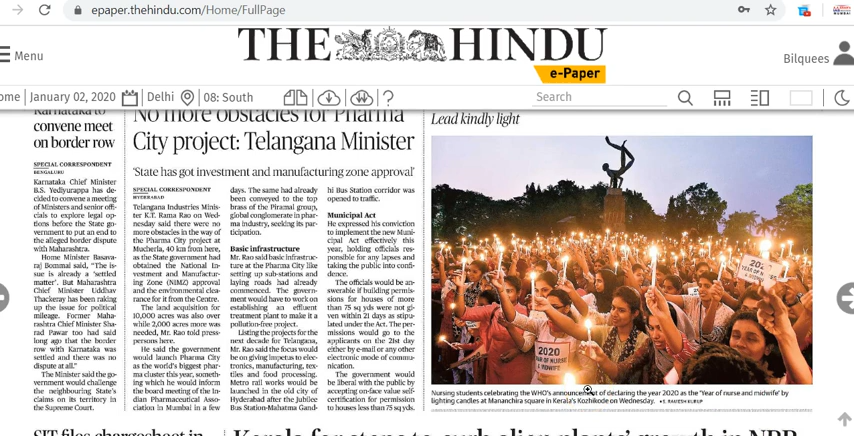 epaper.thehindu.com/Home/FullPage
Menu
THE HINDU
e-Paper
Bilquees
ome
January 02, 2020
Delhi
08: South
?
Search
Karnataka to
convene meet
on border row
SPECIAL CORRESPONDENT
BENGALURU
Karnataka Chief Minister
B.S. Yediyurappa has de-
cided to convene a meeting
of Ministers and senior offi-
cials to explore legal op-
tions before the State go-
vernment to put an end to
the alleged border dispute
with Maharashtra.
Home Minister Basava-
raj Bommai said, “The is-
sue is already a ‘settled
matter’. But Maharashtra
Chief Minister Uddhav
Thackeray has been raking
up the issue for political
mileage. Former Maha-
rashtra Chief Minister Sha-
rad Pawar too had said
long ago that the border
row with Karnataka was
settled and there was no
dispute at all.”
The Minister said the go-
vernment would challenge
the neighbouring State’s
claims on its territory in
the Supreme Court.
No more obstacles for Pharma
City project: Telangana Minister
‘State has got investment and manufacturing zone approval’
SPECIAL CORRESPONDENT
HYDERABAD
Telangana Industries Minis-
ter K.T. Rama Rao on Wed-
nesday said there were no
more obstacles in the way of
the Pharma City project at
Mucherla, 40 km from here,
as the State government had
obtained the National In-
vestment and Manufactur-
ing Zone (NIMZ) approval
and the environmental clea-
rance for it from the Centre.
The land acquisition for
10,000 acres was also over
while 2,000 acres more was
needed, Mr. Rao told press-
persons here.
He said the government
would launch Pharma City
as the world’s biggest phar-
ma cluster this year, someth-
ing which he would inform
the board meeting of the In-
dian Pharmaceutical Asso-
ciation in Mumbai in a few
days. The same had already
been conveyed to the top
brass of the Piramal group,
global conglomerate in phar-
ma industry, seeking its par-
ticipation.
Basic infrastructure
Mr. Rao said basic infrastruc-
ture at the Pharma City like
setting up sub-stations and
laying roads had already
commenced. The govern-
ment would have to work on
establishing an effluent
treatment plant to make it a
pollution-free project.
Listing the projects for the
next decade for Telangana,
Mr. Rao said the focus would
be on giving impetus to elec-
tronics, manufacturing, tex-
tiles and food processing.
Metro rail works would be
launched in the old city of
Hyderabad after the Jubilee
Bus Station-Mahatma Gand-
hi Bus Station corridor was
opened to traffic.
Municipal Act
He expressed his conviction
to implement the new Muni-
cipal Act effectively this
year, holding officials res-
ponsible for any lapses and
taking the public into confi-
dence.
The officials would be an-
swerable if building permis-
sions for houses of more
than 75 sq yds were not gi-
ven within 21 days as stipu-
lated under the Act. The per-
missions would go to the
applicants on the 21st day
either by e-mail or any other
electronic mode of commu-
nication.
The government would
be liberal with the public by
accepting on-face value self-
certification for permission
to houses less than 75 sq yds.
Lead kindly light
2020
YEAR OF NURSE
& MIDWIFE
Nursing students celebrating the WHO’s announcement of declaring the year 2020 as the ‘Year of nurse and midwife’ by
lighting candles at Mananchira square in Kerala’s Kozhikode on Wednesday.
SIT files chargesheet in